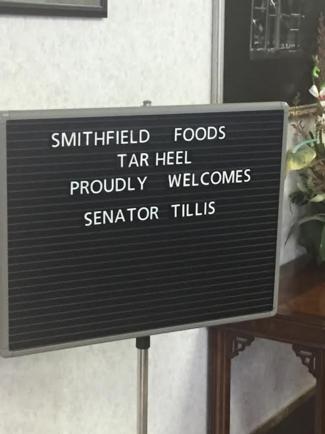 SMITHFIELD FOODS
TAR HEEL
PROUDLY WELCOMES
SENATOR TILLIS